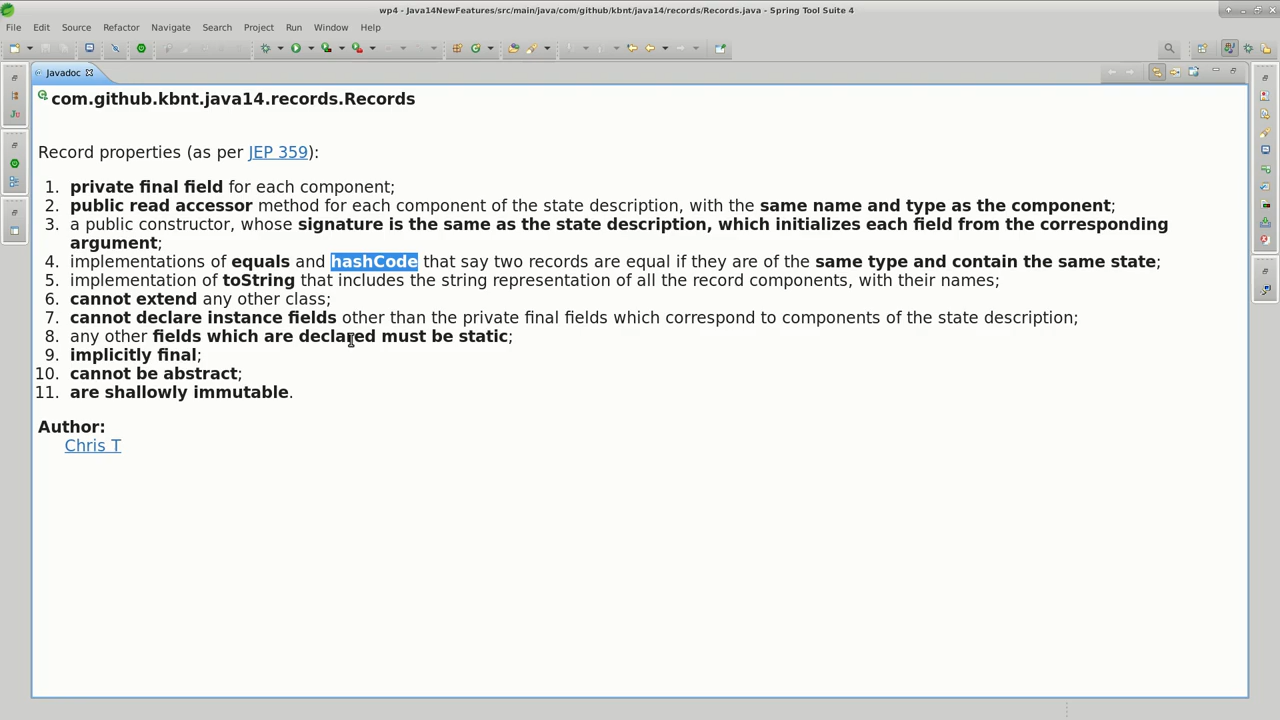 wp4 - Java14NewFeatures/src/main/java/com/github/kbnt/java14/records/Records.java - Spring Tool Suite 4
File Edit Source Refactor Navigate Search Project Run Window Help
Javadoc
com.github.kbnt.java14.records.Records
Record properties (as per JEP 359):
1. private final field for each component;
2. public read accessor method for each component of the state description, with the same name and type as the component;
3. a public constructor, whose signature is the same as the state description, which initializes each field from the corresponding
argument;
4. implementations of equals and hashCode that say two records are equal if they are of the same type and contain the same state;
5. implementation of toString that includes the string representation of all the record components, with their names;
6. cannot extend any other class;
7. cannot declare instance fields other than the private final fields which correspond to components of the state description;
8. any other fields which are declared must be static;
9. implicitly final;
10. cannot be abstract;
11. are shallowly immutable.
Author:
Chris T